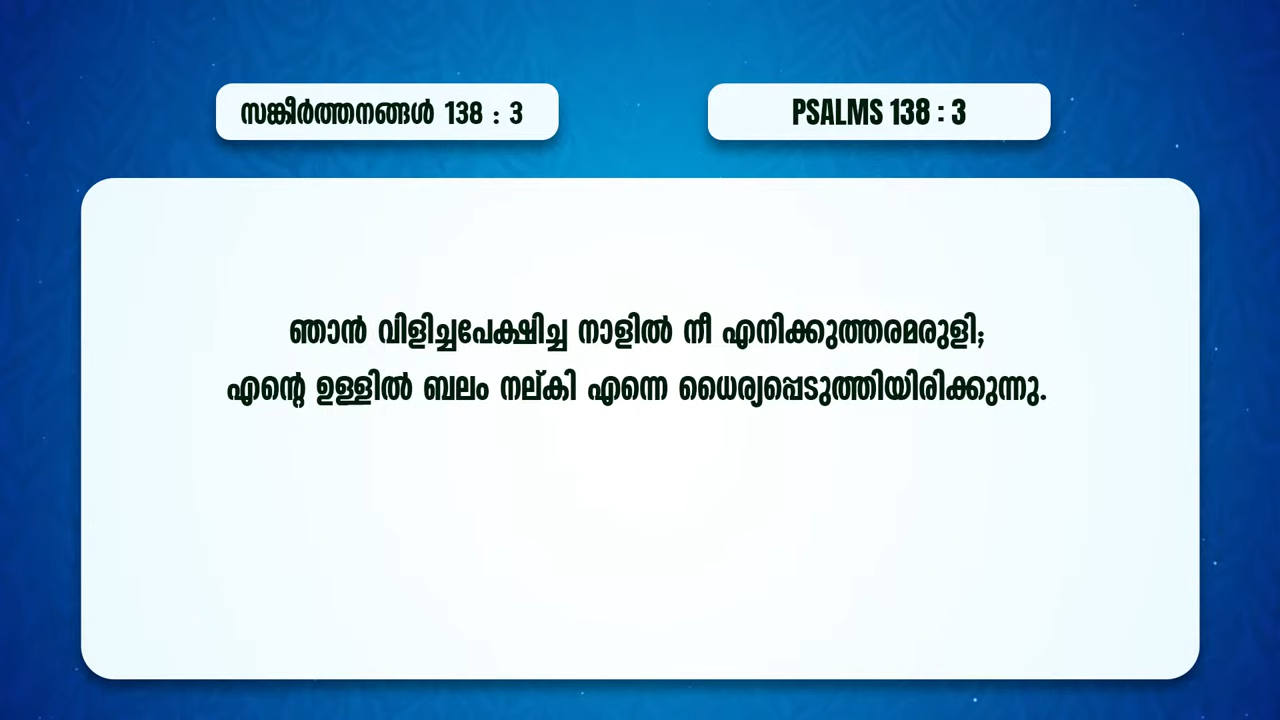 സങ്കീർത്തനങ്ങൾ 138 : 3
PSALMS 138 : 3
ഞാൻ വിളിച്ചപേക്ഷിച്ച നാളിൽ നീ എനിക്കുത്തരമരുളി;
എന്റെ ഉള്ളിൽ ബലം നല്കി എന്നെ ധൈര്യപ്പെടുത്തിയിരിക്കുന്നു.